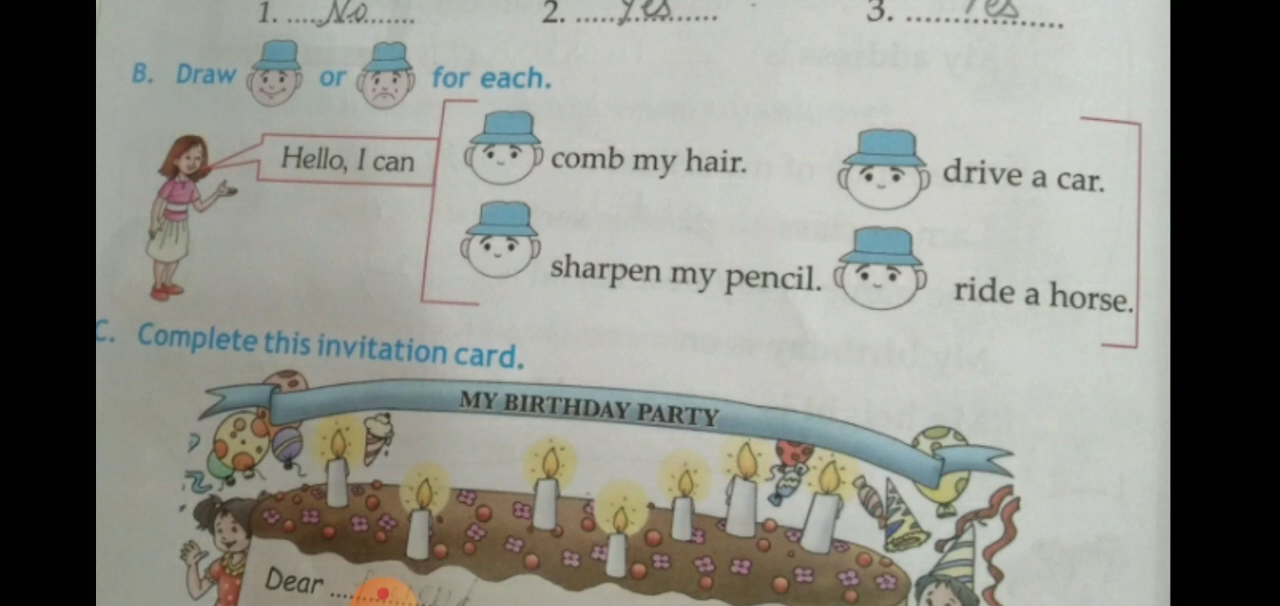 1. .....No.......
2. ......yes.......
3. .......Yes.......
B. Draw or for each.
Hello, I can
comb my hair.
drive a car.
sharpen my pencil.
ride a horse.
C. Complete this invitation card.
MY BIRTHDAY PARTY
Dear